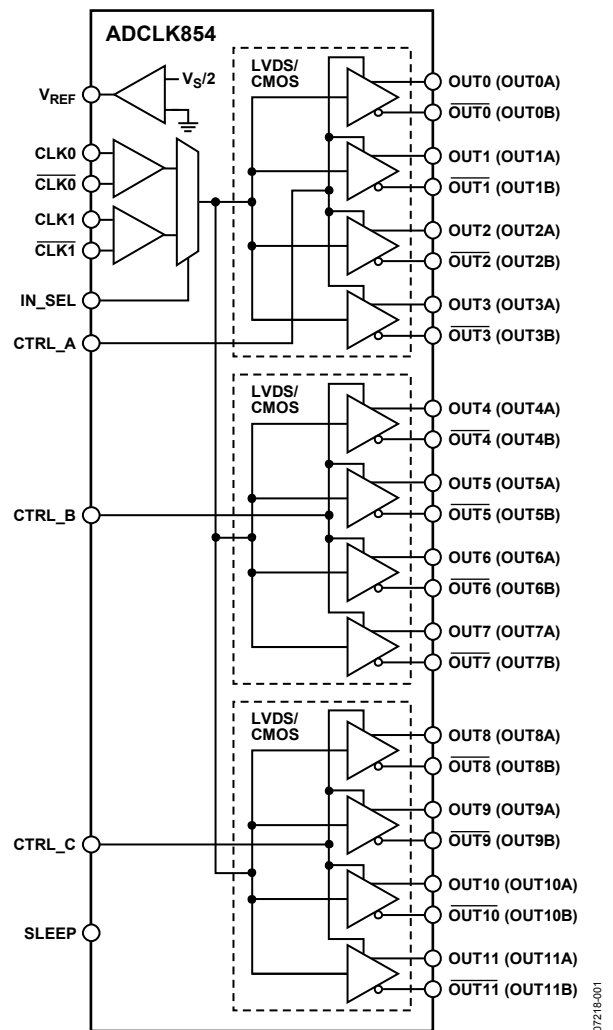 ADCLK854
LVDS/
CMOS
VREF
VS/2
CLK0
CLK0
CLK1
CLK1
IN_SEL
CTRL_A
OUT0 (OUT0A)
OUT0 (OUT0B)
OUT1 (OUT1A)
OUT1 (OUT1B)
OUT2 (OUT2A)
OUT2 (OUT2B)
OUT3 (OUT3A)
OUT3 (OUT3B)
LVDS/
CMOS
CTRL_B
OUT4 (OUT4A)
OUT4 (OUT4B)
OUT5 (OUT5A)
OUT5 (OUT5B)
OUT6 (OUT6A)
OUT6 (OUT6B)
OUT7 (OUT7A)
OUT7 (OUT7B)
LVDS/
CMOS
CTRL_C
SLEEP
OUT8 (OUT8A)
OUT8 (OUT8B)
OUT9 (OUT9A)
OUT9 (OUT9B)
OUT10 (OUT10A)
OUT10 (OUT10B)
OUT11 (OUT11A)
OUT11 (OUT11B)
07218-001